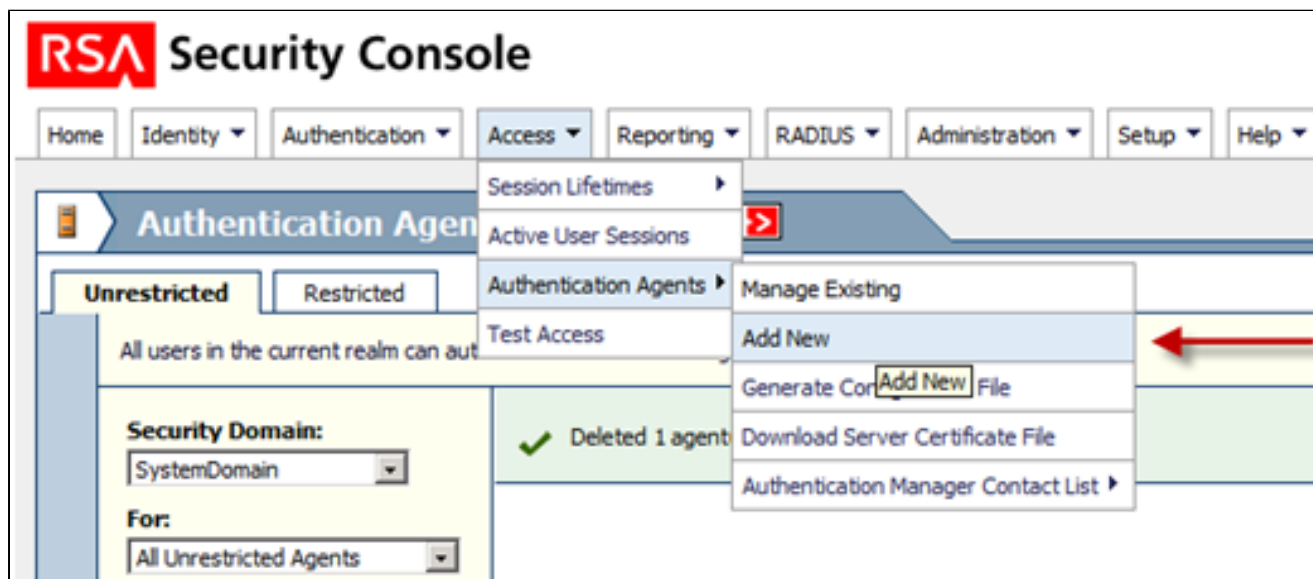 RSA Security Console
Home Identity Authentication Access Reporting RADIUS Administration Setup Help
Session Lifetimes
Authentication Agen
Active User Sessions
Unrestricted Restricted
Authentication Agents
Manage Existing
Test Access
Add New
All users in the current realm can aut
Add New
Generate Con File
Security Domain:
SystemDomain
Deleted 1 agent
Download Server Certificate File
Authentication Manager Contact List
For:
All Unrestricted Agents